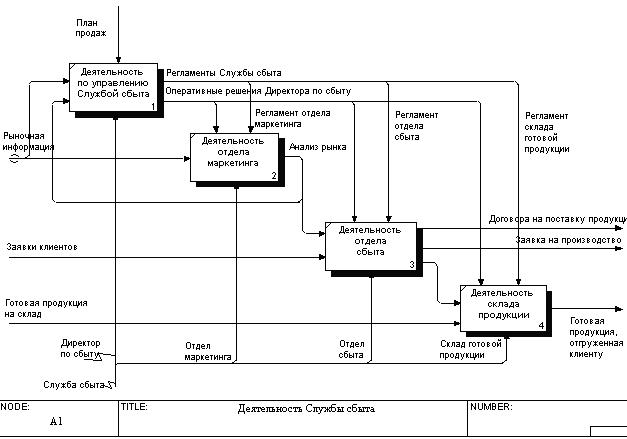 План
продаж
Деятельность
по управлению
Службой сбыта
1
Регламенты Службы сбыта
Оперативные решения Директора по сбыту
Регламент отдела
маркетинга
Регламент
отдела
сбыта
Регламент
склада
готовой
продукции
Рыночная
информация
Деятельность
отдела
маркетинга
2
Анализ рынка
Деятельность
отдела
сбыта
3
Договора на поставку продукци
Заявка на производство
Заявки клиентов
Деятельность
склада
продукции
4
Готовая продукция
на склад
Готовая
продукция,
отгруженная
клиенту
Директор
по сбыту
Отдел
маркетинга
Отдел
сбыта
Склад готовой
продукции
Служба сбыта
NODE:
A1
TITLE:
Деятельность Службы сбыта
NUMBER: